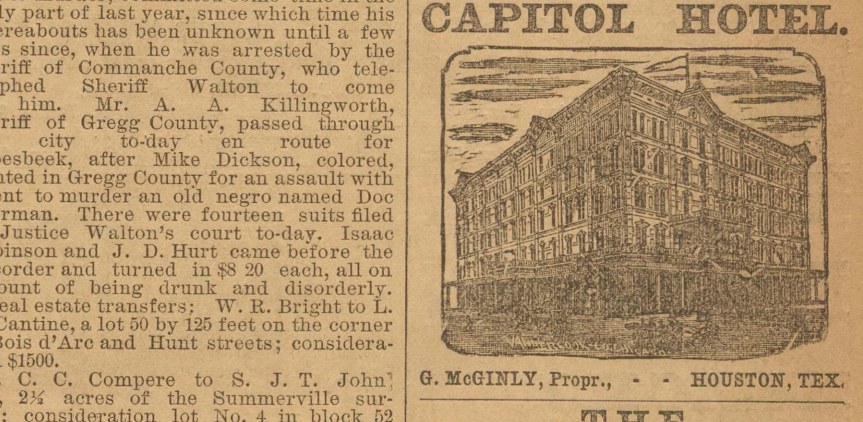 ly part of last year, since which time his
ereabouts has been unknown until a few
s since, when he was arrested by the
riff of Commanche County, who tele-
phed Sheriff Walton to come
him. Mr. A. A. Killingworth,
riff of Gregg County, passed through
city to-day en route for
esbeek, after Mike Dickson, colored,
nted in Gregg County for an assault with
ent to murder an old negro named Doc
rman. There were fourteen suits filed
Justice Walton's court to-day. Isaac
binson and J. D. Hurt came before the
corder and turned in $8 20 each, all on
ount of being drunk and disorderly.
eal estate transfers: W. R. Bright to L.
Cantine, a lot 50 by 125 feet on the corner
Bois d'Arc and Hunt streets; considera-
$1500.
C. C. Compere to S. J. T. John
, 2½ acres of the Summerville sur-
; consideration lot No. 4 in block 52
CAPITOL HOTEL.
G. McGINLY, Propr., - - HOUSTON, TEX.
THE